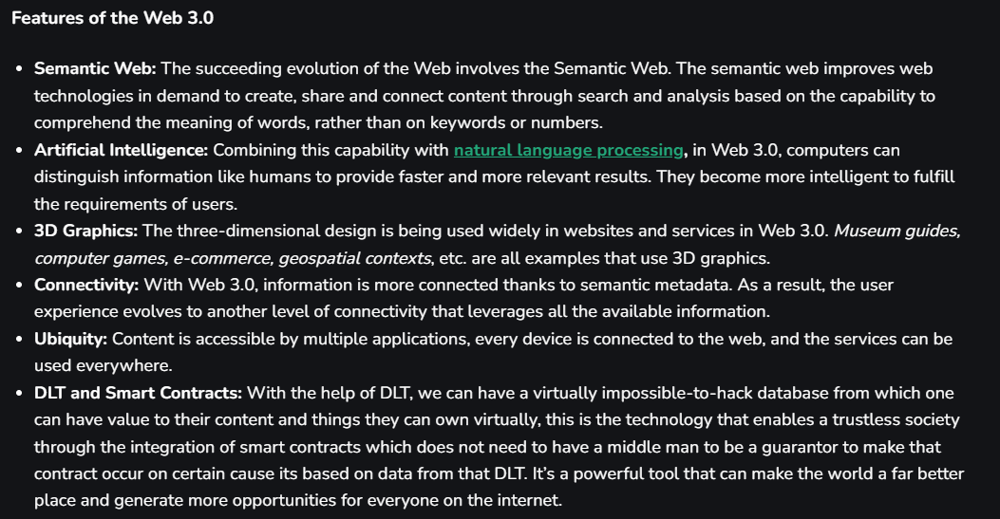 Features of the Web 3.0
• Semantic Web: The succeeding evolution of the Web involves the Semantic Web. The semantic web improves web
technologies in demand to create, share and connect content through search and analysis based on the capability to
comprehend the meaning of words, rather than on keywords or numbers.
• Artificial Intelligence: Combining this capability with natural language processing, in Web 3.0, computers can
distinguish information like humans to provide faster and more relevant results. They become more intelligent to fulfill
the requirements of users.
• 3D Graphics: The three-dimensional design is being used widely in websites and services in Web 3.0. Museum guides,
computer games, e-commerce, geospatial contexts, etc. are all examples that use 3D graphics.
• Connectivity: With Web 3.0, information is more connected thanks to semantic metadata. As a result, the user
experience evolves to another level of connectivity that leverages all the available information.
• Ubiquity: Content is accessible by multiple applications, every device is connected to the web, and the services can be
used everywhere.
• DLT and Smart Contracts: With the help of DLT, we can have a virtually impossible-to-hack database from which one
can have value to their content and things they can own virtually, this is the technology that enables a trustless society
through the integration of smart contracts which does not need to have a middle man to be a guarantor to make that
contract occur on certain cause its based on data from that DLT. It’s a powerful tool that can make the world a far better
place and generate more opportunities for everyone on the internet.